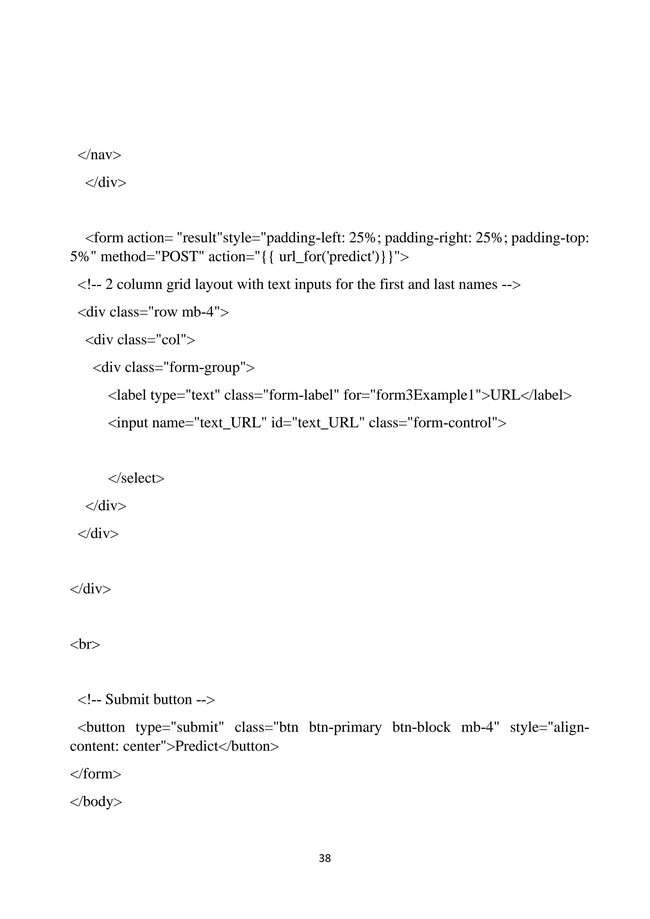 </nav>
</div>
<form action= "result"style="padding-left: 25%; padding-right: 25%; padding-top:
5%" method="POST" action="{{ url_for('predict')}}">
<!-- 2 column grid layout with text inputs for the first and last names -->
<div class="row mb-4">
<div class="col">
<div class="form-group">
<label type="text" class="form-label" for="form3Example1">URL</label>
<input name="text_URL" id="text_URL" class="form-control">
</select>
</div>
</div>
</div>
<br>
<!-- Submit button -->
<button type="submit" class="btn btn-primary btn-block mb-4" style="align-
content: center">Predict</button>
</form>
</body>
38